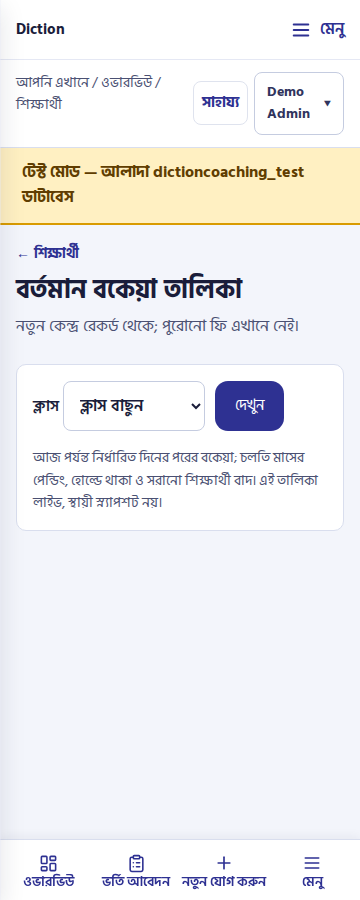 Diction
মেনু
আপনি এখানে / ওভারভিউ /
শিক্ষার্থী
সাহায্য
Demo
Admin
টেস্ট মোড — আলাদা dictioncoaching_test
ডাটাবেস
← শিক্ষার্থী
বর্তমান বকেয়া তালিকা
নতুন কেন্দ্র রেকর্ড থেকে; পুরোনো ফি এখানে নেই।
ক্লাস
ক্লাস বাছুন
দেখুন
আজ পর্যন্ত নির্ধারিত দিনের পরের বকেয়া; চলতি মাসের
পেন্ডিং, হোল্ডে থাকা ও সরানো শিক্ষার্থী বাদ। এই তালিকা
লাইভ, স্থায়ী স্ন্যাপশট নয়।
ওভারভিউ
ভর্তি আবেদন
নতুন যোগ করুন
মেনু